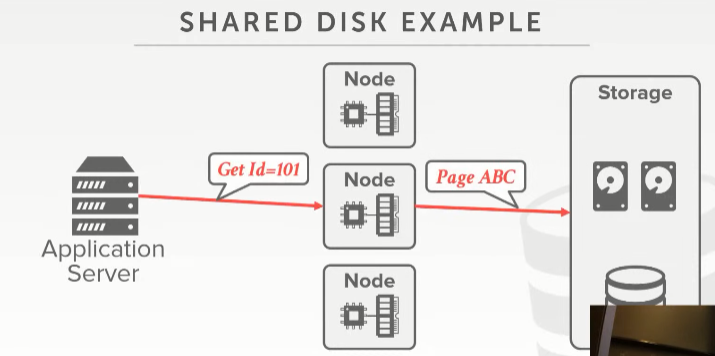 SHARED DISK EXAMPLE
Node
Storage
Get Id=101
Node
Page ABC
Application
Server
Node